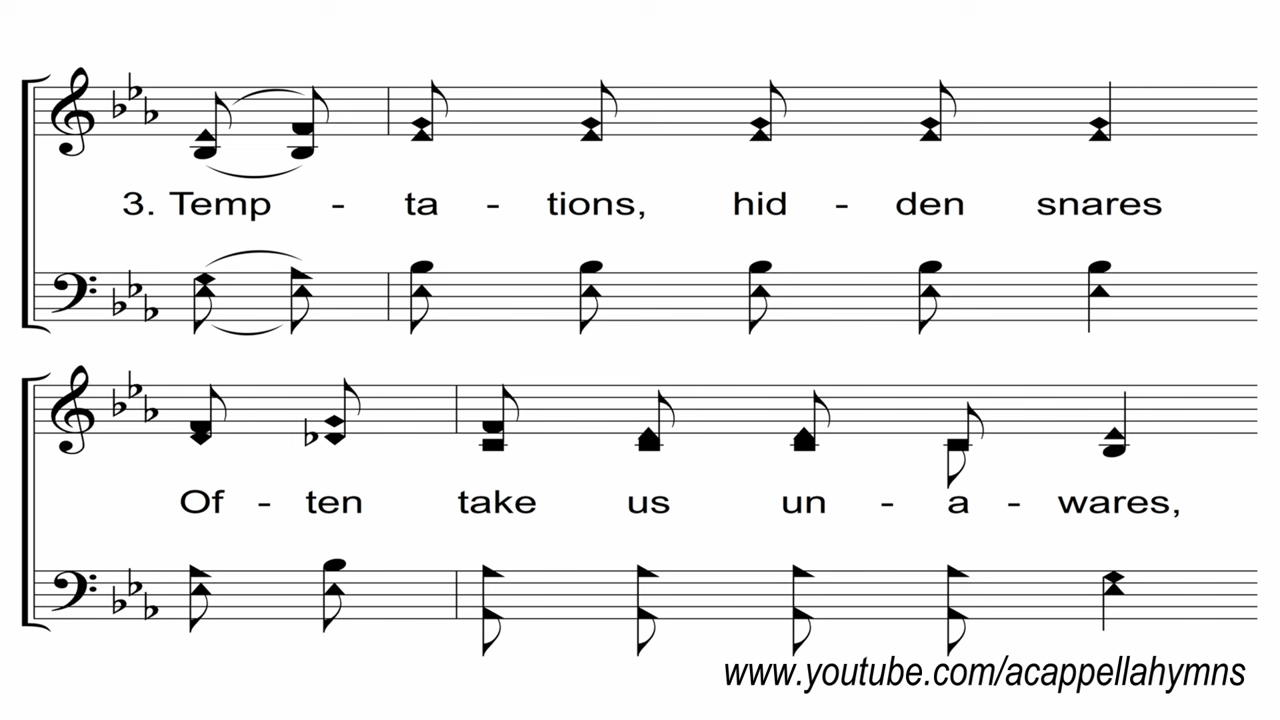 3. Temp - ta - tions, hid - den snares
Of - ten take us un - a - wares,
www.youtube.com/acappellahymns